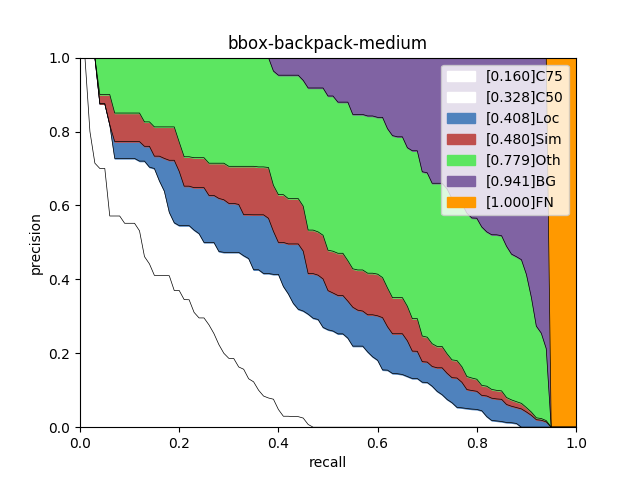 bbox-backpack-medium
1.0
0.8
0.6
0.4
0.2
0.0
precision
[0.160]C75
[0.328]C50
[0.408]Loc
[0.480]Sim
[0.779]Oth
[0.941]BG
[1.000]FN
0.0 0.2 0.4 0.6 0.8 1.0
recall